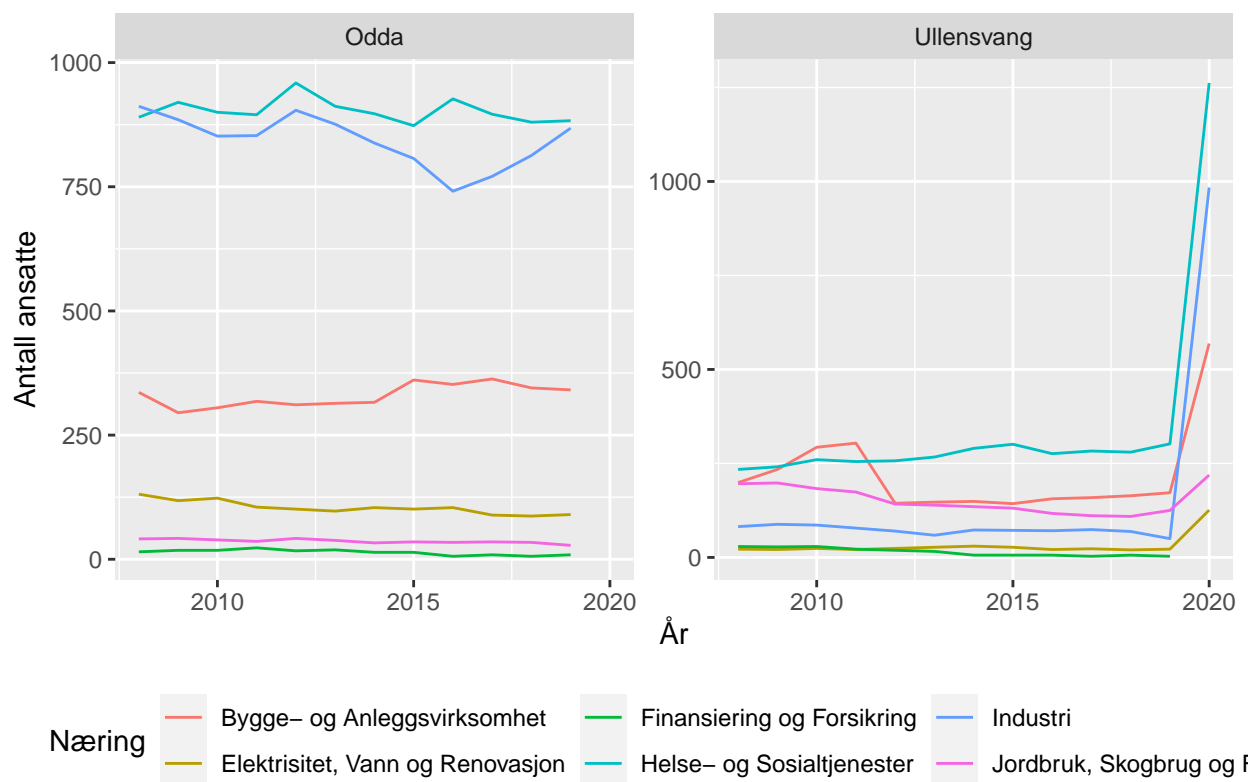 Odda
Ullensvang
1000
750
500
250
0
1000
500
0
Antall ansatte
2010
2015
2020
2010
2015
2020
År
Næring
Bygge− og Anleggsvirksomhet
Finansiering og Forsikring
Industri
Elektrisitet, Vann og Renovasjon
Helse− og Sosialtjenester
Jordbruk, Skogbrug og